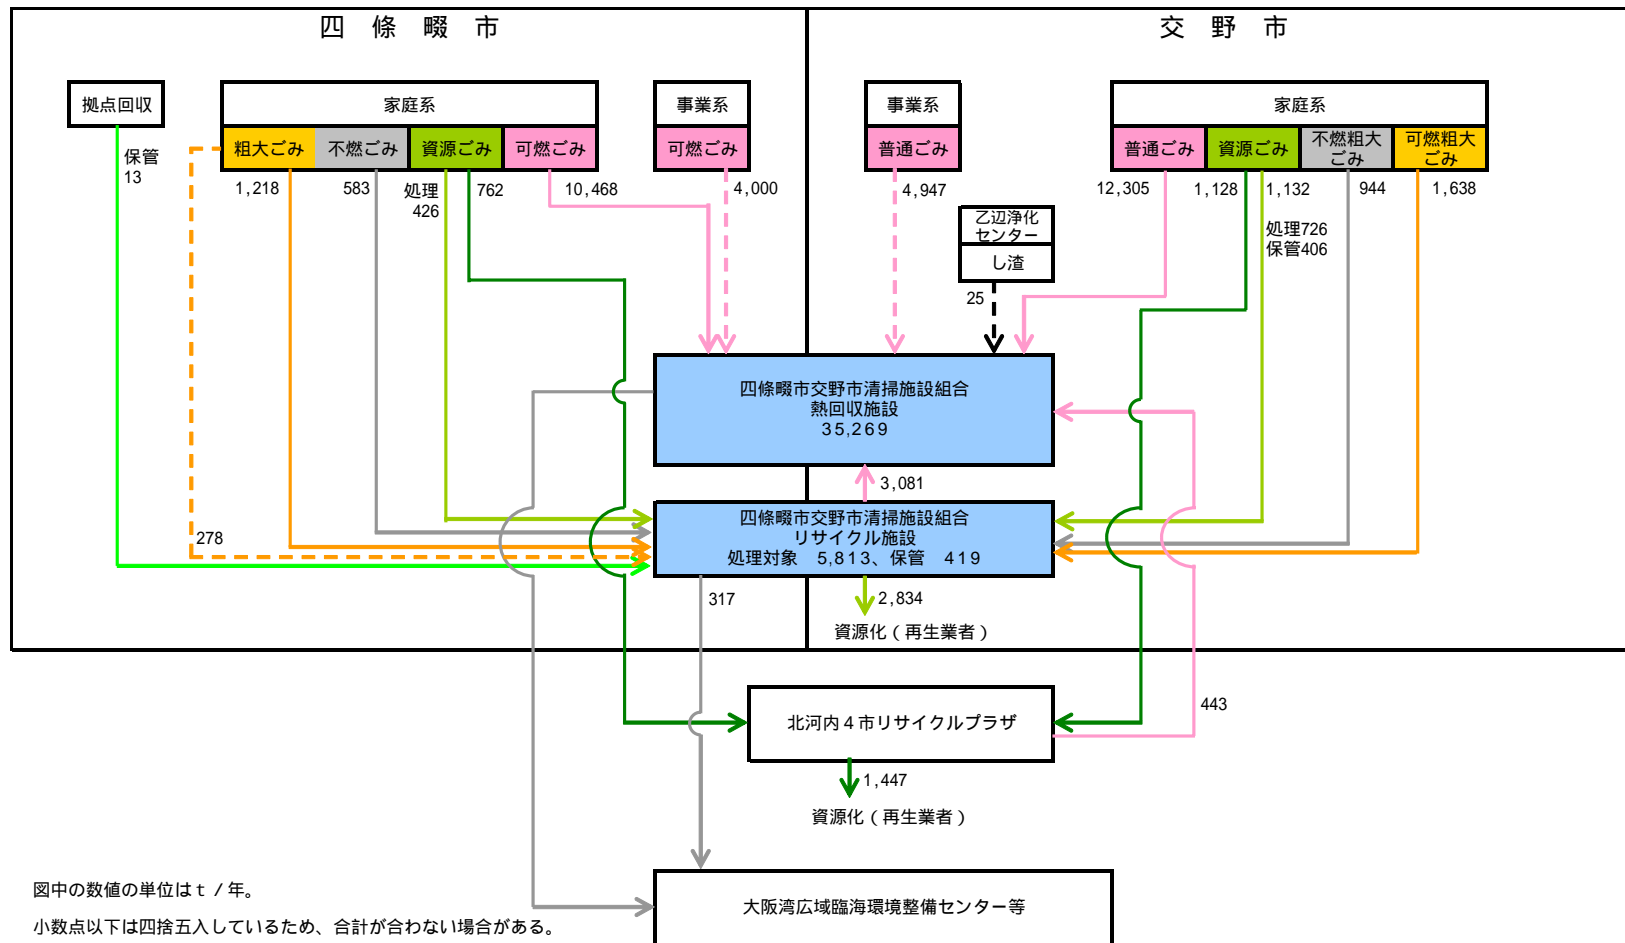 四條畷市
交野市
拠点回収
家庭系
事業系
事業系
家庭系
粗大ごみ
不燃ごみ
資源ごみ
可燃ごみ
可燃ごみ
普通ごみ
普通ごみ
資源ごみ
不燃粗大
ごみ
可燃粗大
ごみ
保管
13
1,218
583
処理
426
762
10,468
4,000
4,947
12,305
1,128
1,132
944
1,638
処理726
保管406
乙辺浄化
センター
し渣
25
四條畷市交野市清掃施設組合
熱回収施設
35,269
3,081
四條畷市交野市清掃施設組合
リサイクル施設
処理対象 5,813、保管 419
278
317
2,834
資源化（再生業者）
北河内４市リサイクルプラザ
443
1,447
資源化（再生業者）
大阪湾広域臨海環境整備センター等
図中の数値の単位はｔ／年。
小数点以下は四捨五入しているため、合計が合わない場合がある。